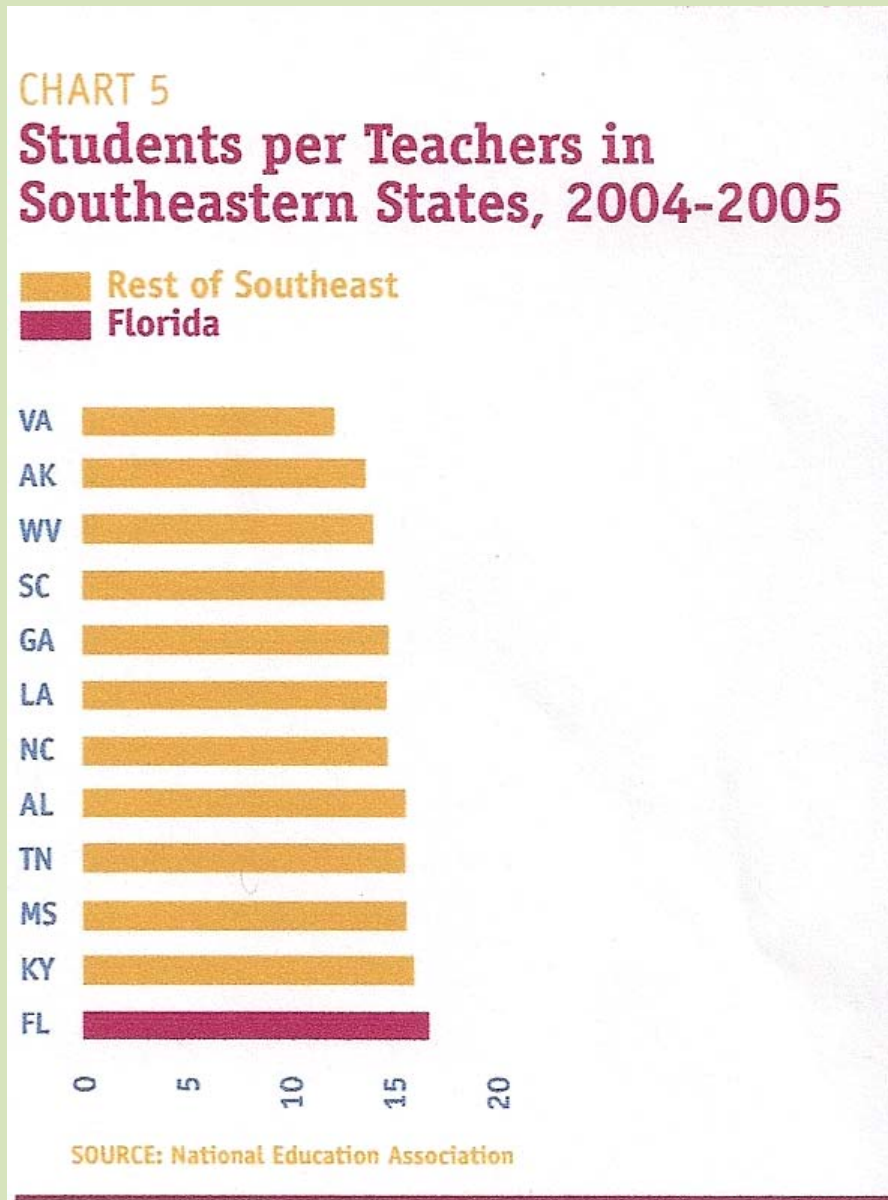 CHART 5
Students per Teachers in
Southeastern States, 2004-2005
Rest of Southeast
Florida
VA
AK
WV
SC
GA
LA
NC
AL
TN
MS
KY
FL
0 5 10 15 20
SOURCE: National Education Association